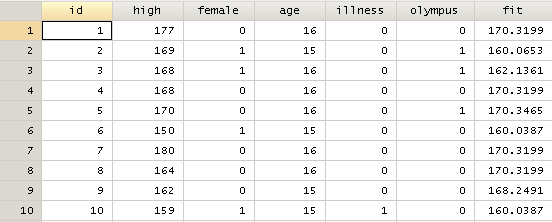 id high female age illness olympus fit
1 1 177 0 16 0 0 170.3199
2 2 169 1 15 0 1 160.0653
3 3 168 1 16 0 1 162.1361
4 4 168 0 16 0 0 170.3199
5 5 170 0 16 0 1 170.3465
6 6 150 1 15 0 0 160.0387
7 7 180 0 16 0 0 170.3199
8 8 164 0 16 0 0 170.3199
9 9 162 0 15 0 0 168.2491
10 10 159 1 15 1 0 160.0387